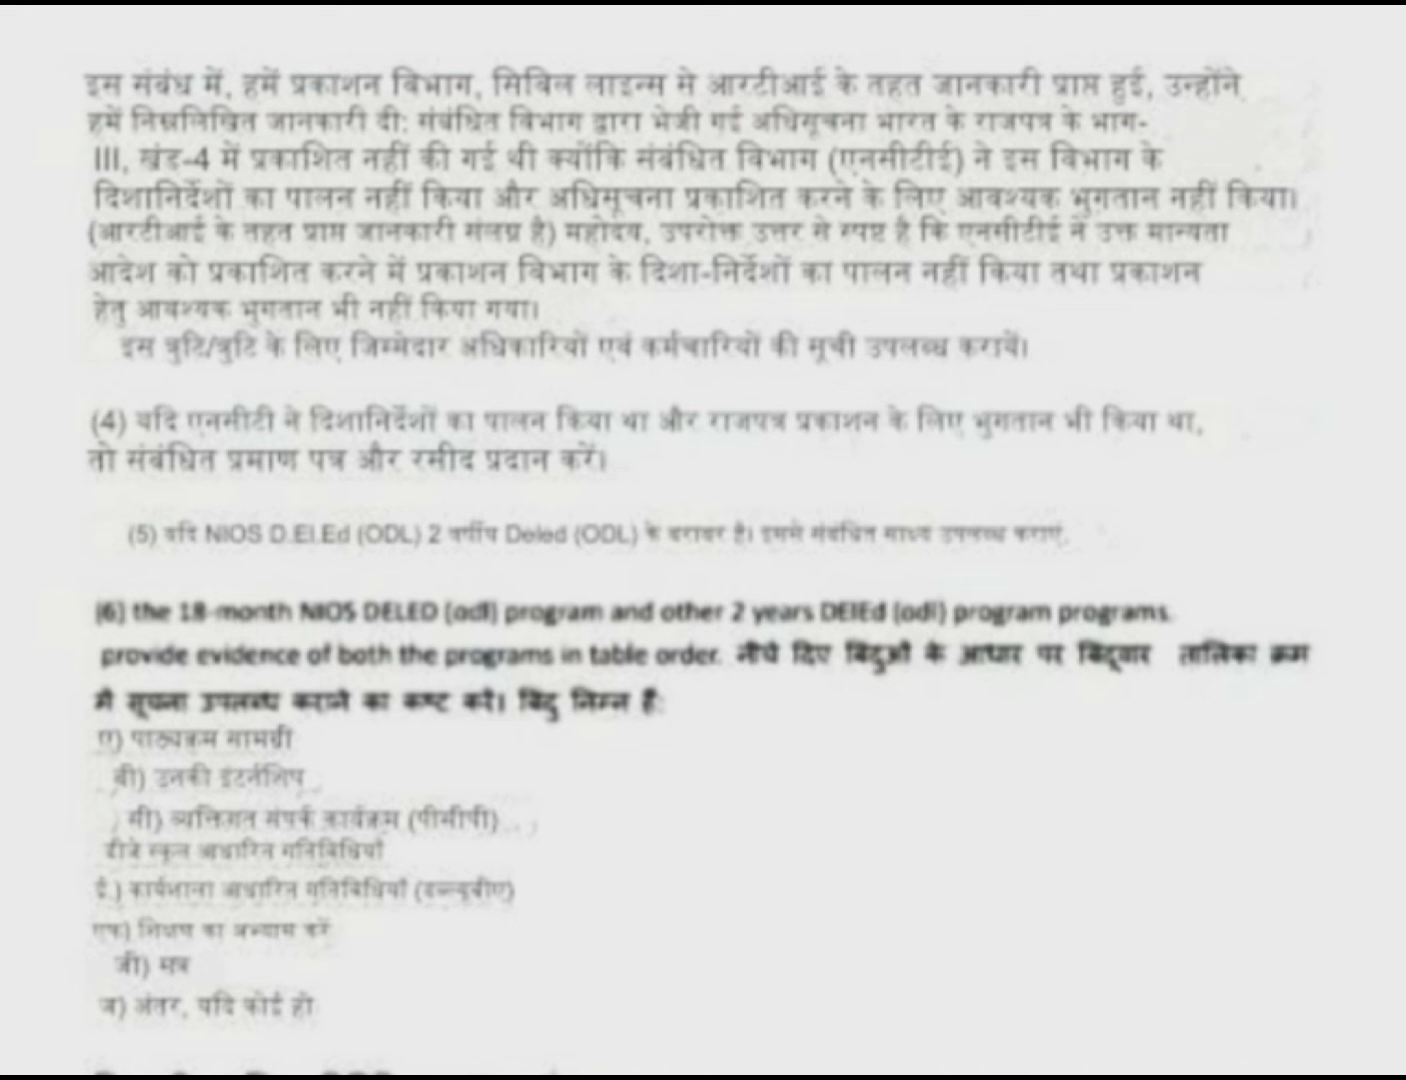 इस संबंध में, हमें प्रकाशन विभाग, सिविल लाइन्स से आरटीआई के तहत जानकारी प्राप्त हुई, उन्होंने
हमें निम्नलिखित जानकारी दी: संबंधित विभाग द्वारा भेजी गई अधिसूचना भारत के राजपत्र के भाग-
III, खंड-4 में प्रकाशित नहीं की गई थी क्योंकि संबंधित विभाग (एनसीटीई) ने इस विभाग के
दिशानिर्देशों का पालन नहीं किया और अधिसूचना प्रकाशित करने के लिए आवश्यक भुगतान नहीं किया।
(आरटीआई के तहत प्राप्त जानकारी संलग्न है) महोदय, उपरोक्त उत्तर से स्पष्ट है कि एनसीटीई ने उक्त मान्यता
आदेश को प्रकाशित करने में प्रकाशन विभाग के दिशा-निर्देशों का पालन नहीं किया तथा प्रकाशन
हेतु आवश्यक भुगतान भी नहीं किया गया।
इस त्रुटि/त्रुटि के लिए जिम्मेदार अधिकारियों एवं कर्मचारियों की सूची उपलब्ध करायें।
(4) यदि एनसीटी ने दिशानिर्देशों का पालन किया था और राजपत्र प्रकाशन के लिए भुगतान भी किया था,
तो संबंधित प्रमाण पत्र और रसीद प्रदान करें।
(5) यदि NIOS D.El.Ed (ODL) 2 वर्षीय Deled (ODL) के बराबर है। इससे संबंधित साक्ष्य उपलब्ध कराएं.
(6) the 18-month NIOS DELED (odl) program and other 2 years DElEd (odl) program programs.
provide evidence of both the programs in table order. नीचे दिए बिंदुओं के आधार पर बिंदुवार तालिका क्रम
में सूचना उपलब्ध कराने का कष्ट करें। बिंदु निम्न हैं:
ए) पाठ्यक्रम सामग्री
बी) उनकी इंटर्नशिप
सी) व्यक्तिगत संपर्क कार्यक्रम (पीसीपी)
डीजे स्कूल आधारित गतिविधियाँ
ई.) कार्यशाला आधारित गतिविधियाँ (डब्ल्यूबीए)
एफ) शिक्षण का अभ्यास करें
जी) सत्र
ज) अंतर, यदि कोई हो